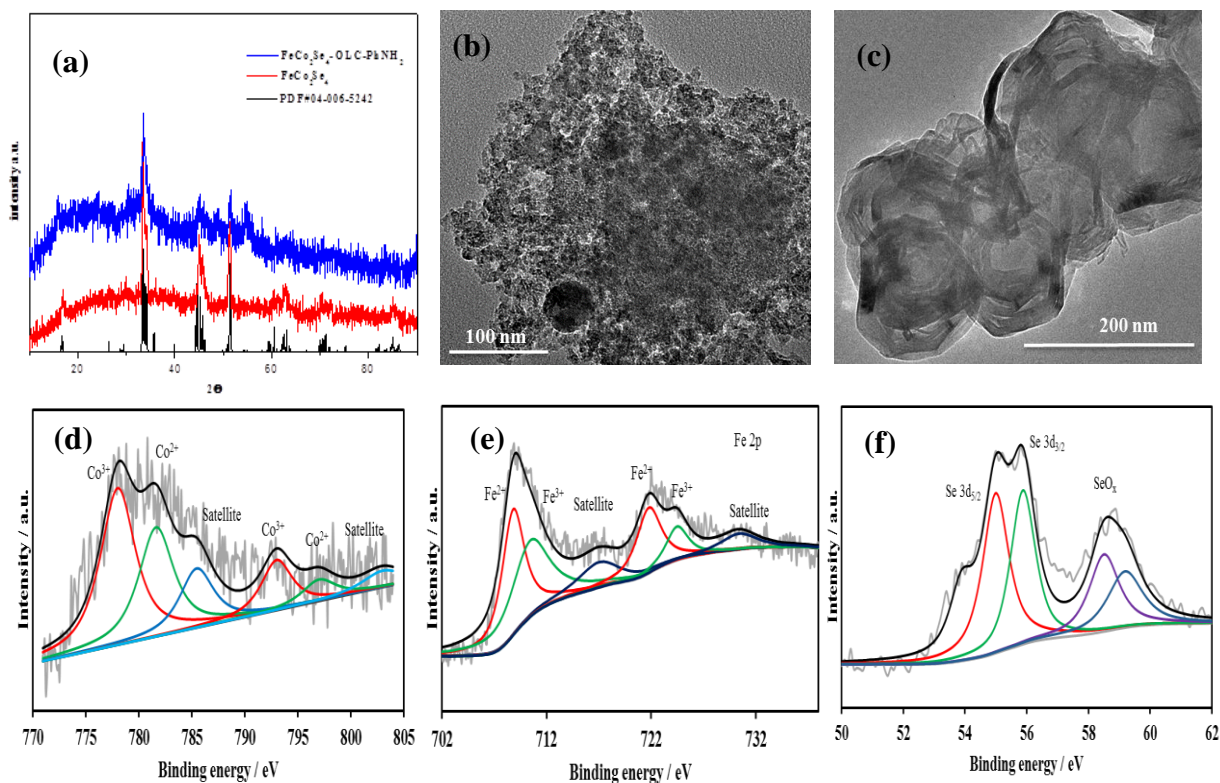 (a)
FeCo₂Se₄-OLC-PhNH₂
FeCo₂Se₄
PDF#04-006-5242
intensity a.u.
20 40 60 80
2Θ
(b)
100 nm
(c)
200 nm
(d)
Co³⁺
Co²⁺
Satellite
Co³⁺
Co²⁺
Satellite
Intensity / a.u.
770 775 780 785 790 795 800 805
Binding energy / eV
(e)
Fe 2p
Fe²⁺
Fe³⁺
Satellite
Fe²⁺
Fe³⁺
Satellite
Intensity / a.u.
702 712 722 732
Binding energy / eV
(f)
Se 3d₅/₂
Se 3d₃/₂
SeOₓ
Intensity / a.u.
50 52 54 56 58 60 62
Binding energy / eV